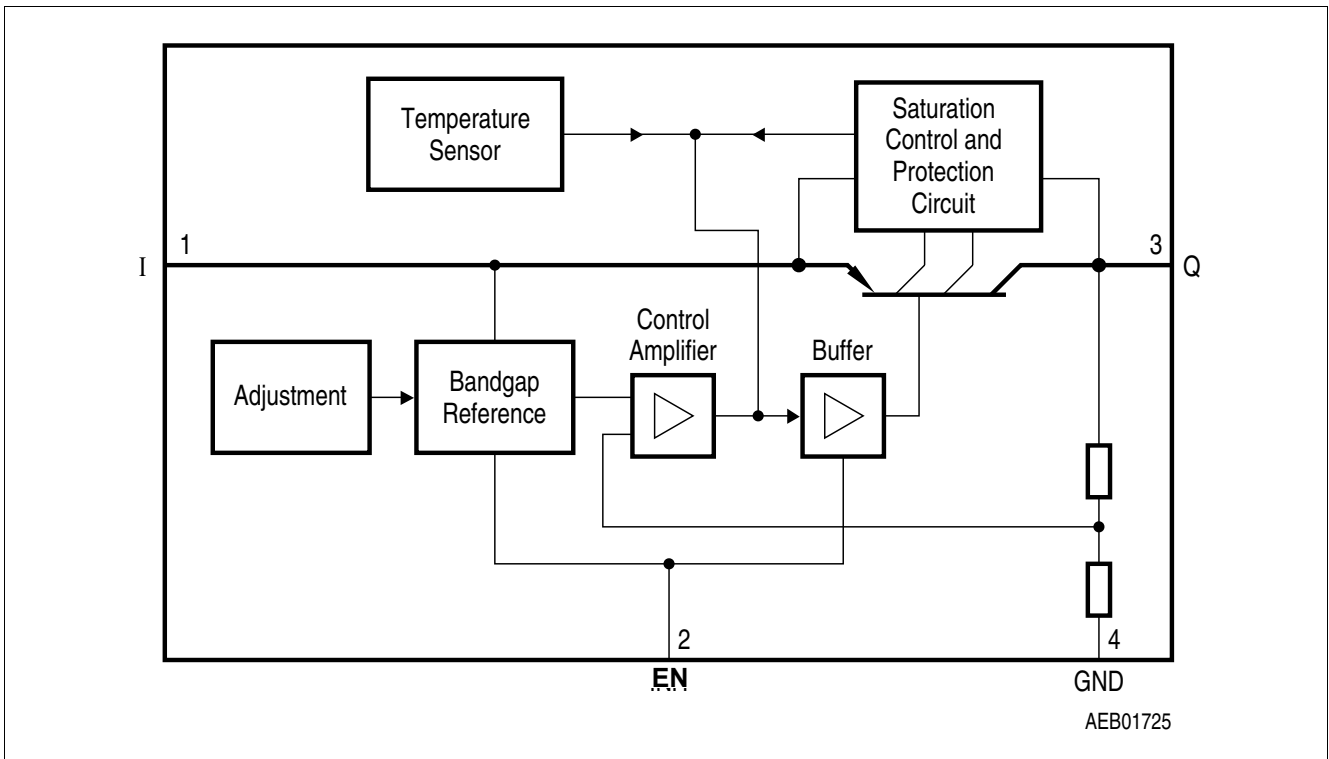 Temperature
Sensor
Saturation
Control and
Protection
Circuit
1
I
3
Q
Control
Amplifier
Buffer
Adjustment
Bandgap
Reference
2
EN
4
GND
AEB01725